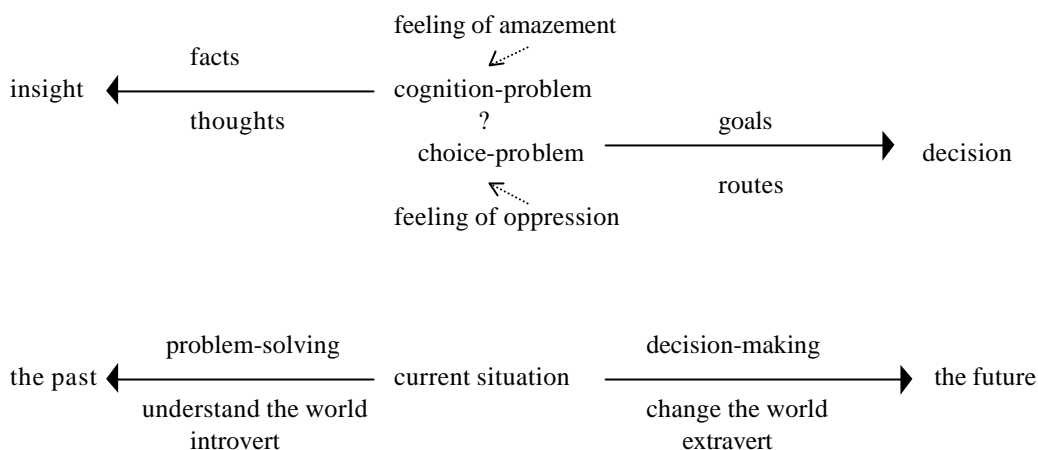 feeling of amazement
facts
insight cognition-problem
thoughts ? goals
choice-problem decision
routes
feeling of oppression
problem-solving decision-making
the past current situation the future
understand the world change the world
introvert extravert